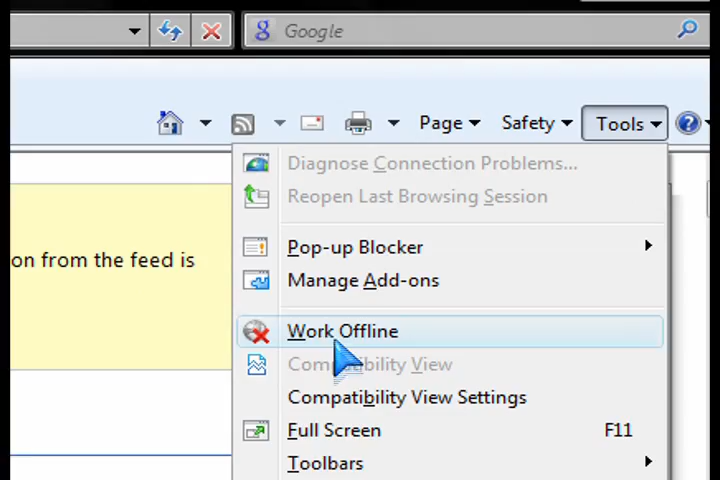 Google
Page Safety Tools
Diagnose Connection Problems...
Reopen Last Browsing Session
on from the feed is
Pop-up Blocker
Manage Add-ons
Work Offline
Compatibility View
Compatibility View Settings
Full Screen F11
Toolbars